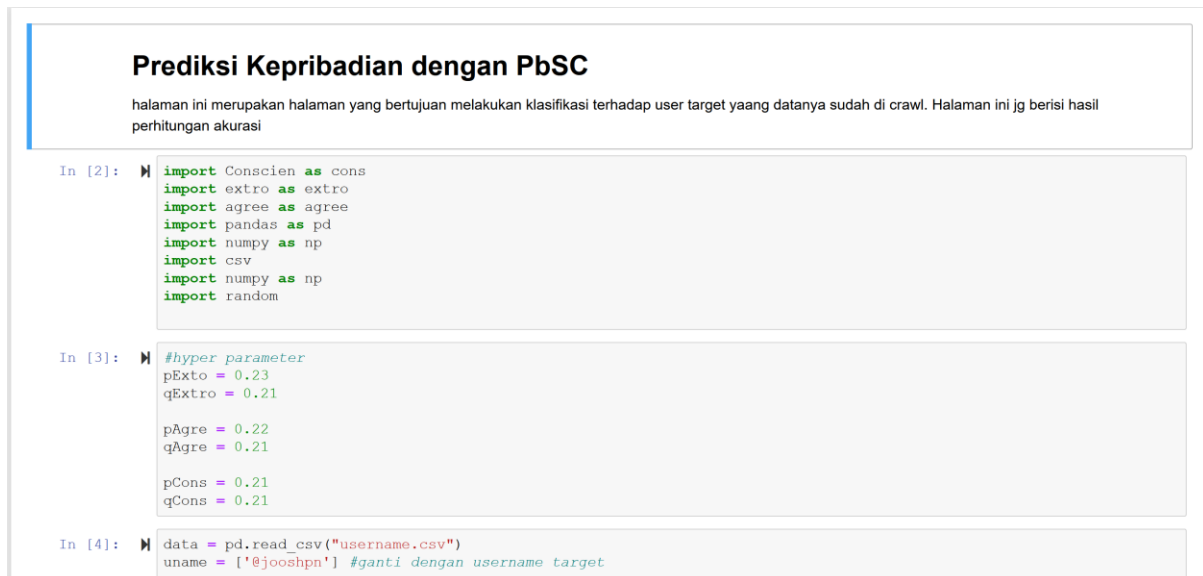 Prediksi Kepribadian dengan PbSC
halaman ini merupakan halaman yang bertujuan melakukan klasifikasi terhadap user target yaang datanya sudah di crawl. Halaman ini jg berisi hasil
perhitungan akurasi
In [2]: import Conscien as cons
import extro as extro
import agree as agree
import pandas as pd
import numpy as np
import csv
import numpy as np
import random
In [3]: #hyper parameter
pExto = 0.23
qExtro = 0.21
pAgre = 0.22
qAgre = 0.21
pCons = 0.21
qCons = 0.21
In [4]: data = pd.read_csv("username.csv")
uname = ['@jooshpn'] #ganti dengan username target